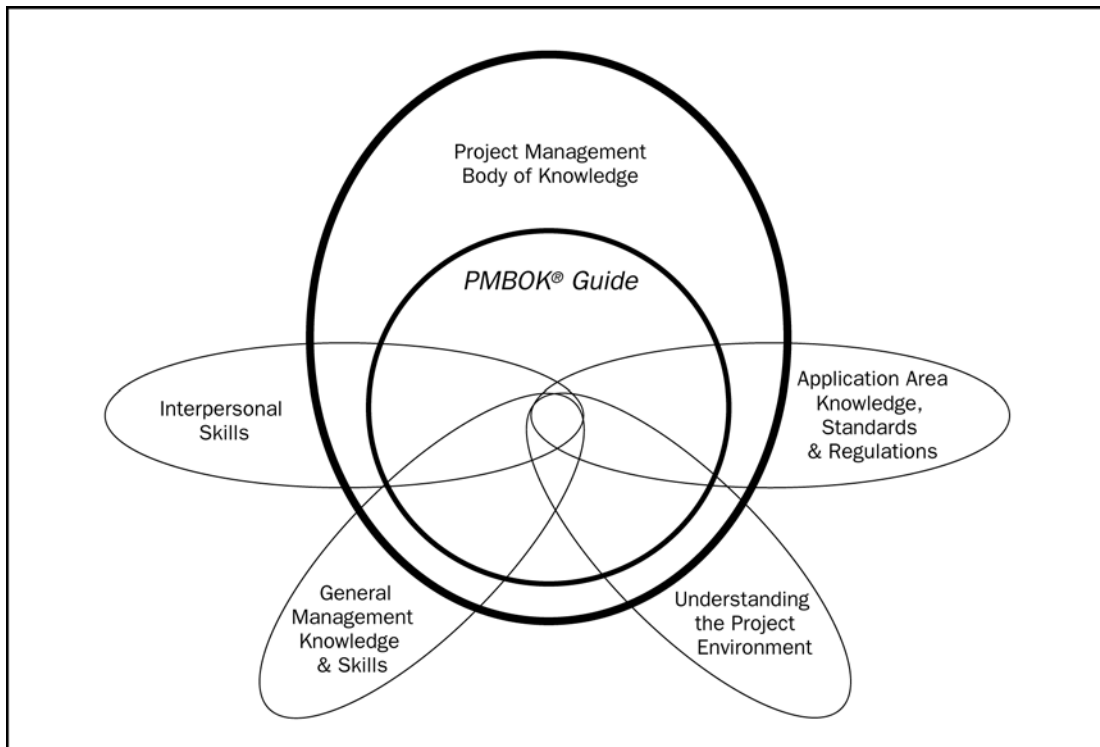 Project Management
Body of Knowledge
PMBOK® Guide
Interpersonal
Skills
Application Area
Knowledge,
Standards
& Regulations
General
Management
Knowledge
& Skills
Understanding
the Project
Environment